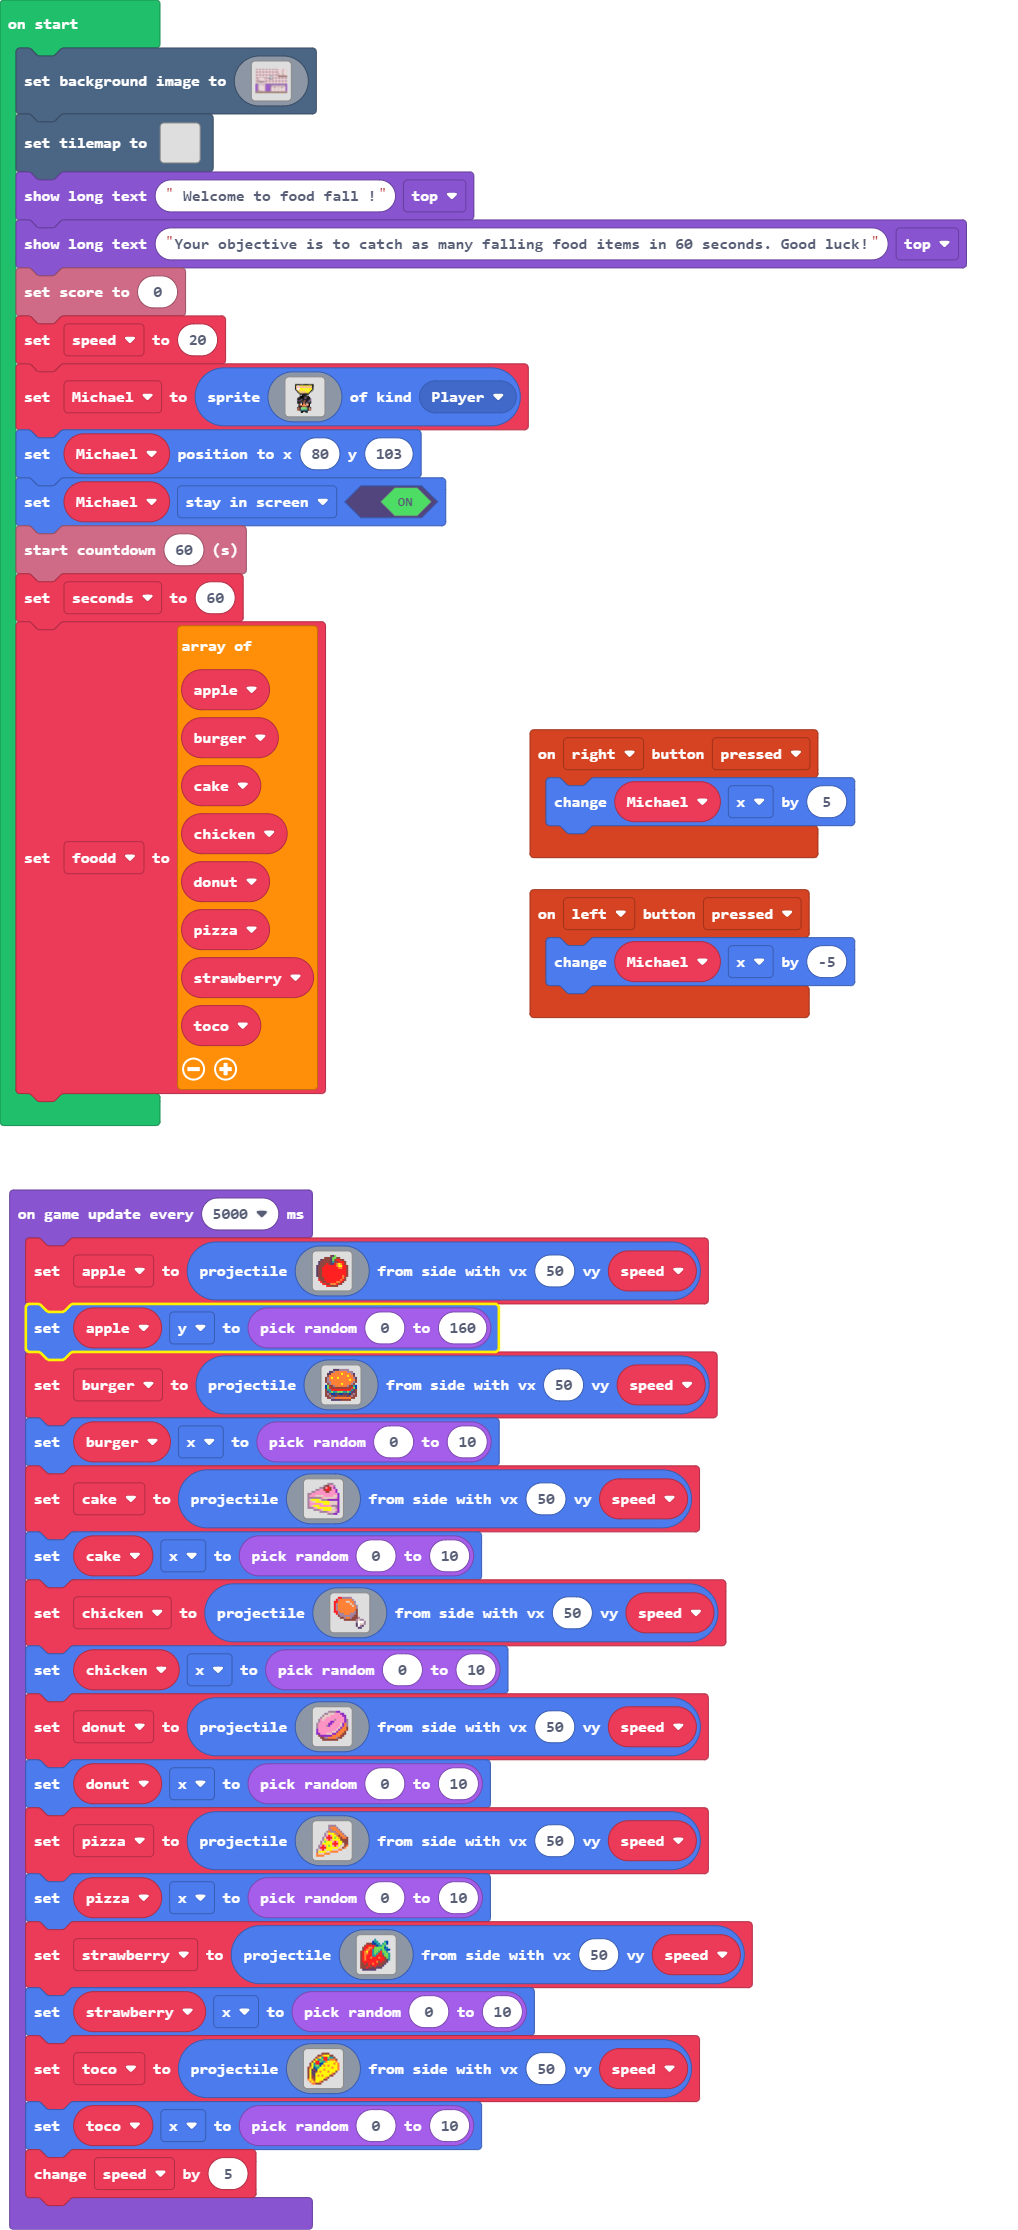 on start
set background image to
set tilemap to
show long text " Welcome to food fall !" top
show long text "Your objective is to catch as many falling food items in 60 seconds. Good luck!" top
set score to 0
set speed to 20
set Michael to sprite of kind Player
set Michael position to x 80 y 103
set Michael stay in screen ON
start countdown 60 (s)
set seconds to 60
set foodd to array of
apple
burger
cake
chicken
donut
pizza
strawberry
toco
on right button pressed
change Michael x by 5
on left button pressed
change Michael x by -5
on game update every 5000 ms
set apple to projectile from side with vx 50 vy speed
set apple y to pick random 0 to 160
set burger to projectile from side with vx 50 vy speed
set burger x to pick random 0 to 10
set cake to projectile from side with vx 50 vy speed
set cake x to pick random 0 to 10
set chicken to projectile from side with vx 50 vy speed
set chicken x to pick random 0 to 10
set donut to projectile from side with vx 50 vy speed
set donut x to pick random 0 to 10
set pizza to projectile from side with vx 50 vy speed
set pizza x to pick random 0 to 10
set strawberry to projectile from side with vx 50 vy speed
set strawberry x to pick random 0 to 10
set toco to projectile from side with vx 50 vy speed
set toco x to pick random 0 to 10
change speed by 5